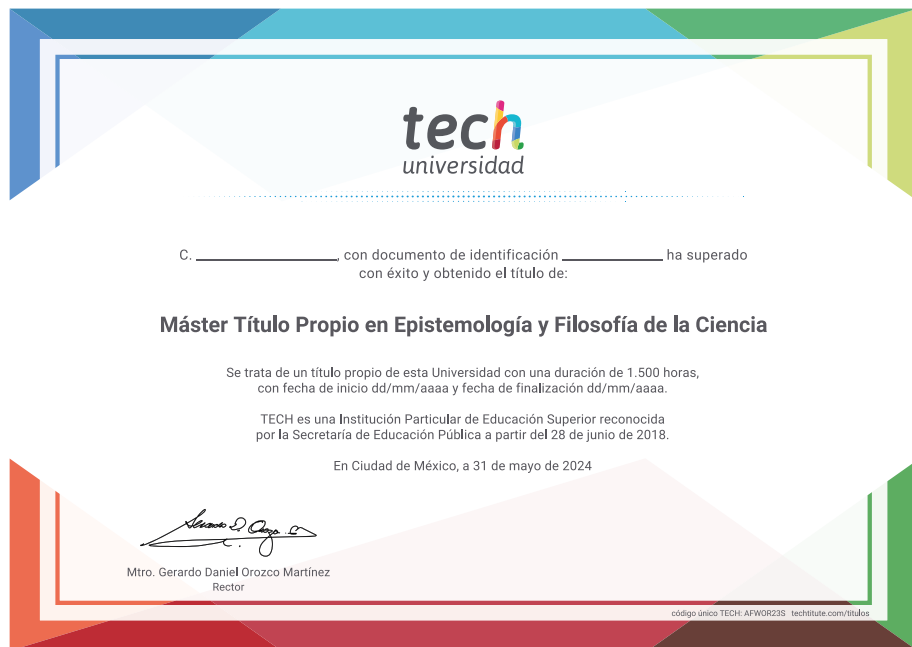 tech
universidad
C. ____________________, con documento de identificación ______________ ha superado
con éxito y obtenido el título de:
Máster Título Propio en Epistemología y Filosofía de la Ciencia
Se trata de un título propio de esta Universidad con una duración de 1.500 horas,
con fecha de inicio dd/mm/aaaa y fecha de finalización dd/mm/aaaa.
TECH es una Institución Particular de Educación Superior reconocida
por la Secretaría de Educación Pública a partir del 28 de junio de 2018.
En Ciudad de México, a 31 de mayo de 2024
Mtro. Gerardo Daniel Orozco Martínez
Rector
código único TECH: AFWOR23S techtitute.com/titulos